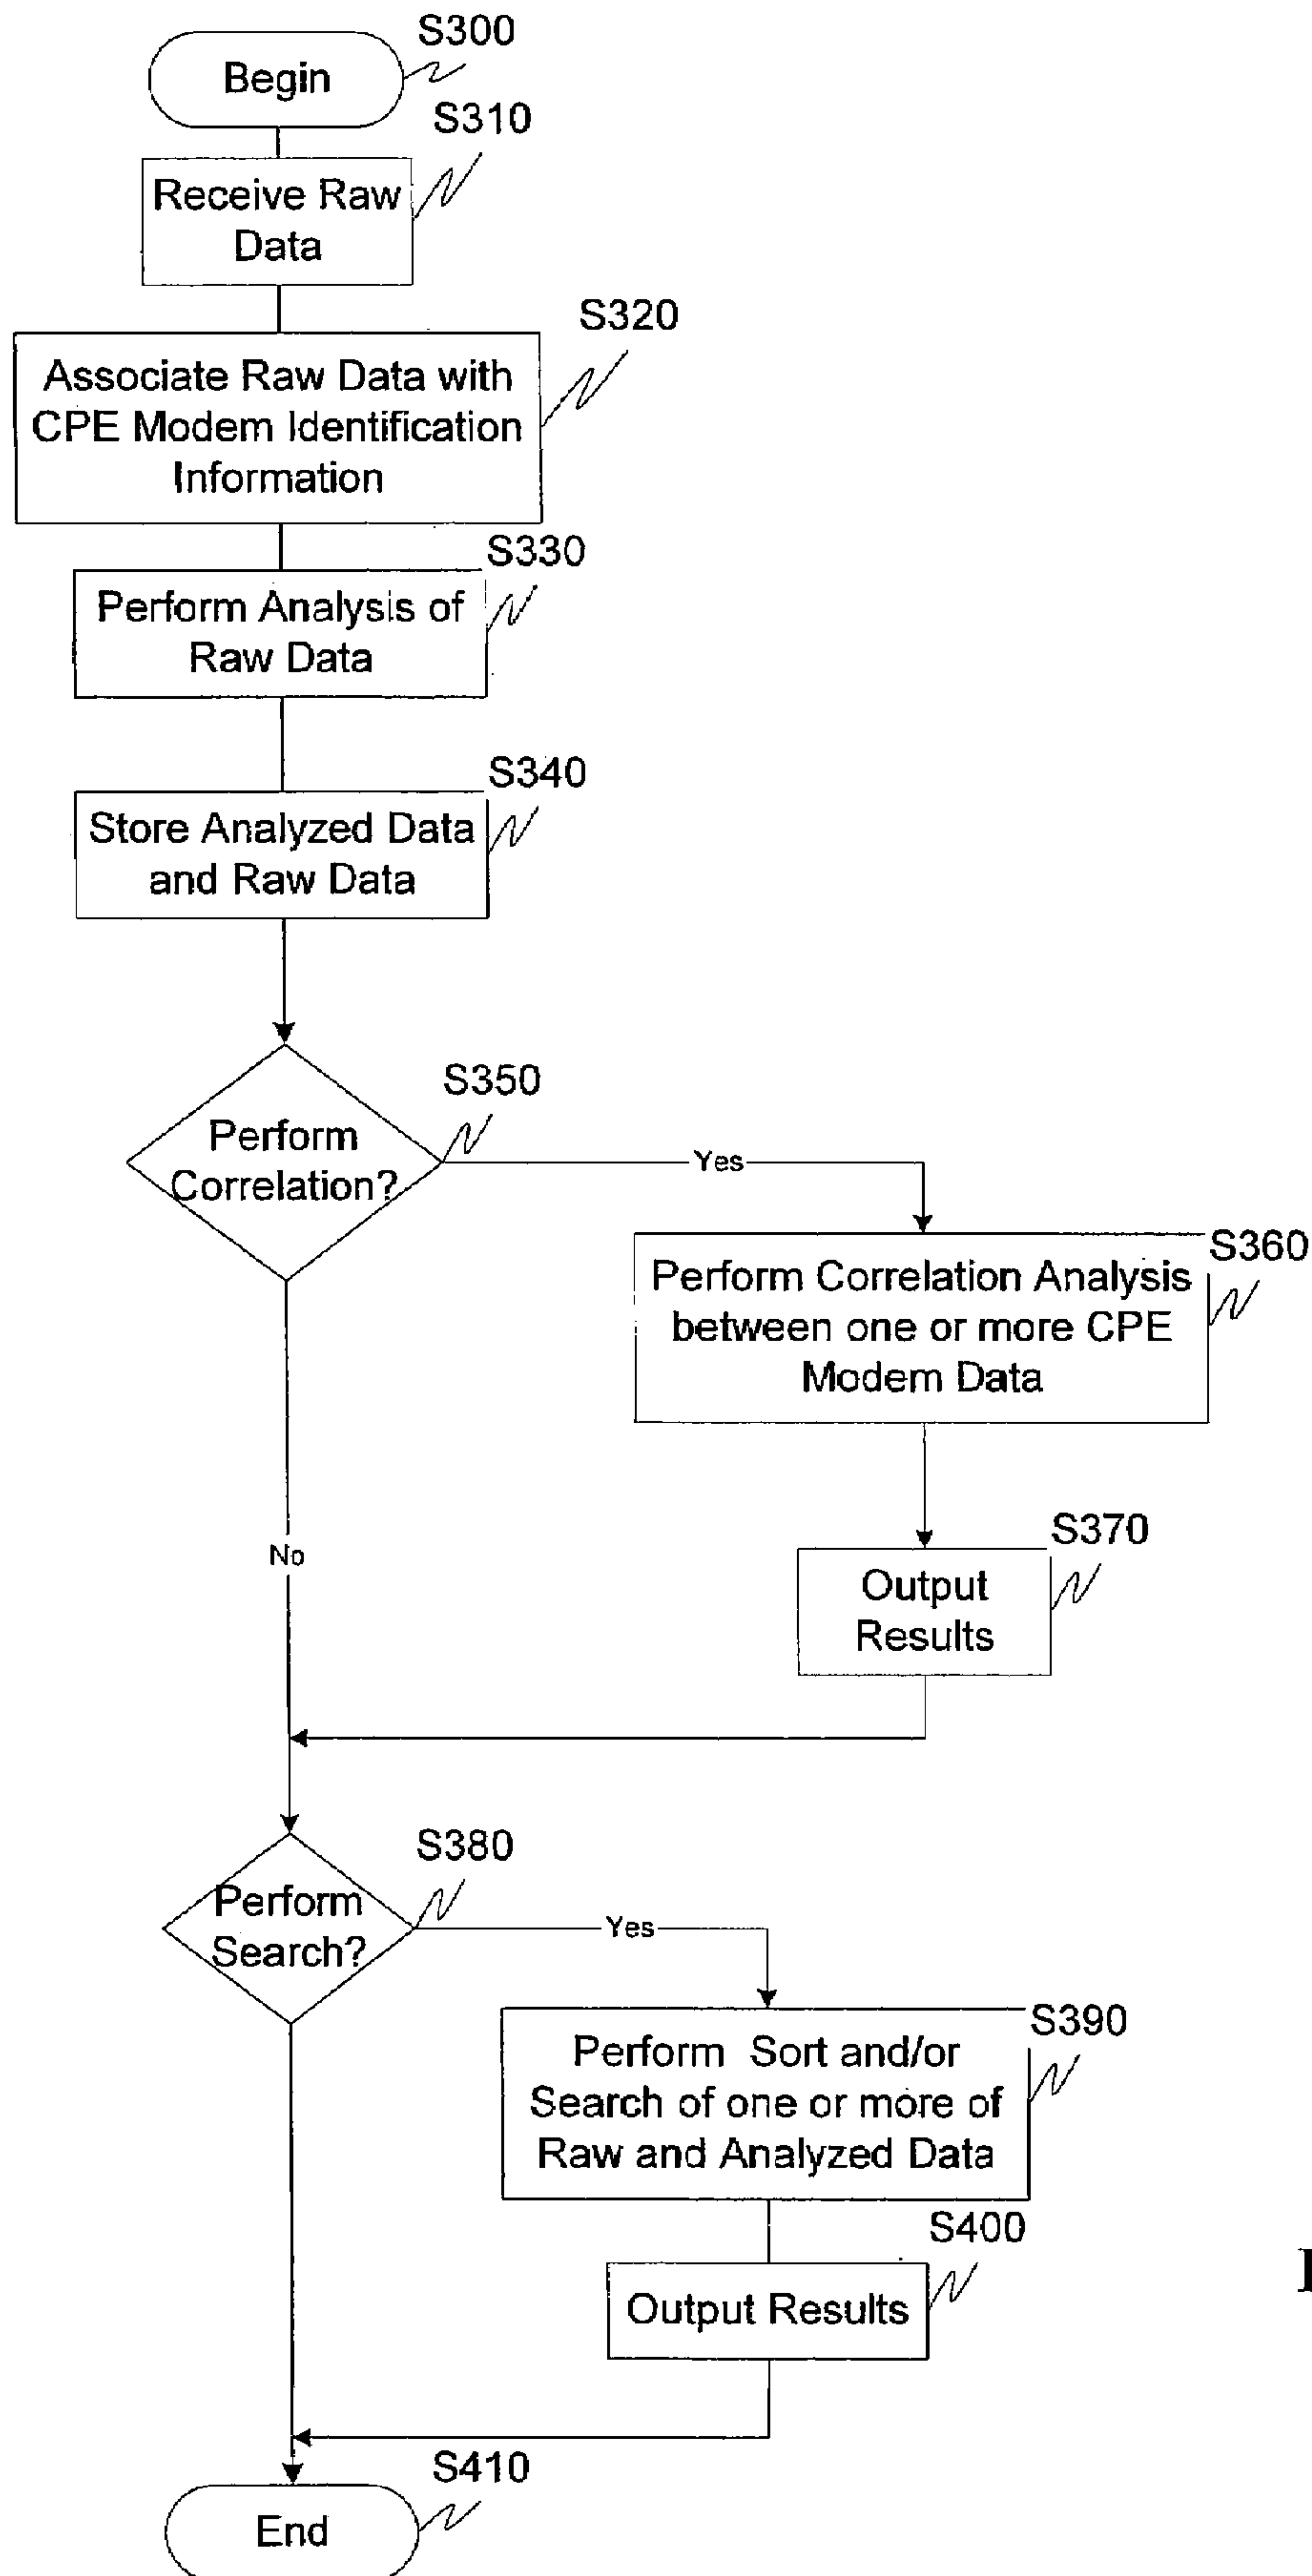 S300
Begin
S310
Receive Raw
Data
S320
Associate Raw Data with
CPE Modem Identification
Information
S330
Perform Analysis of
Raw Data
S340
Store Analyzed Data
and Raw Data
S350
Perform
Correlation?
Yes
S360
Perform Correlation Analysis
between one or more CPE
Modem Data
S370
Output
Results
No
S380
Perform
Search?
Yes
S390
Perform Sort and/or
Search of one or more of
Raw and Analyzed Data
S400
Output Results
S410
End